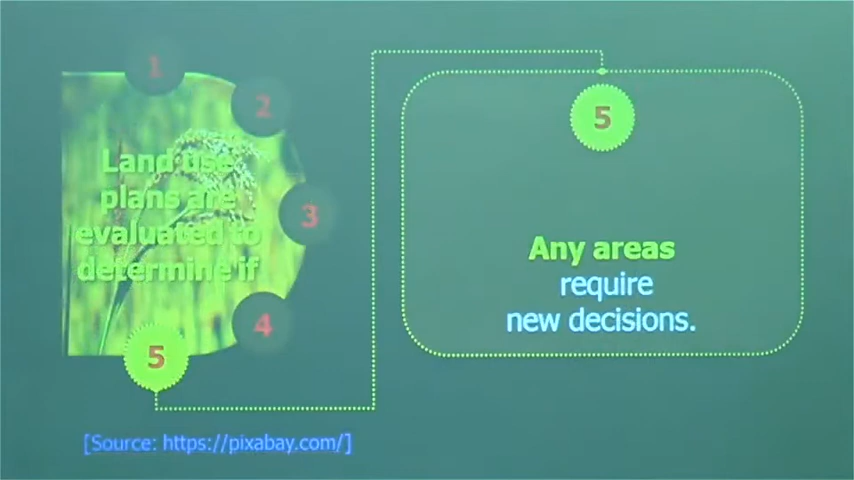 1
2
Land use
plans are
3
evaluated to
determine if
4
5
[Source: https://pixabay.com/]
5
Any areas
require
new decisions.